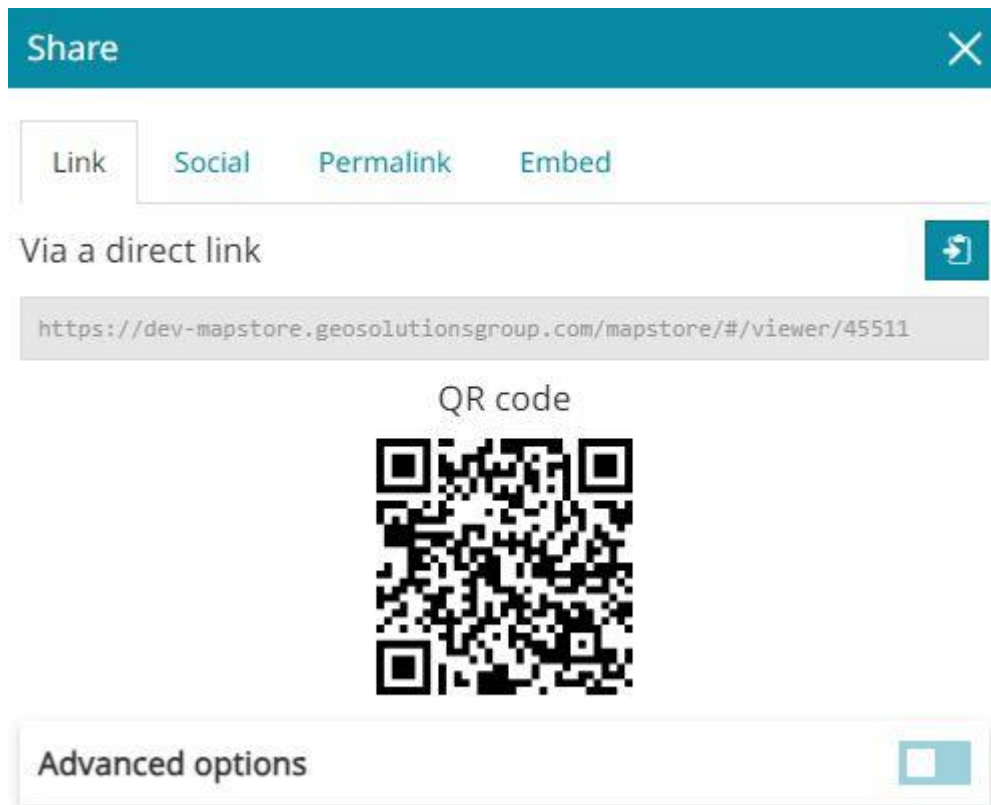 Share
Link Social Permalink Embed
Via a direct link
https://dev-mapstore.geosolutionsgroup.com/mapstore/#/viewer/45511
QR code
Advanced options